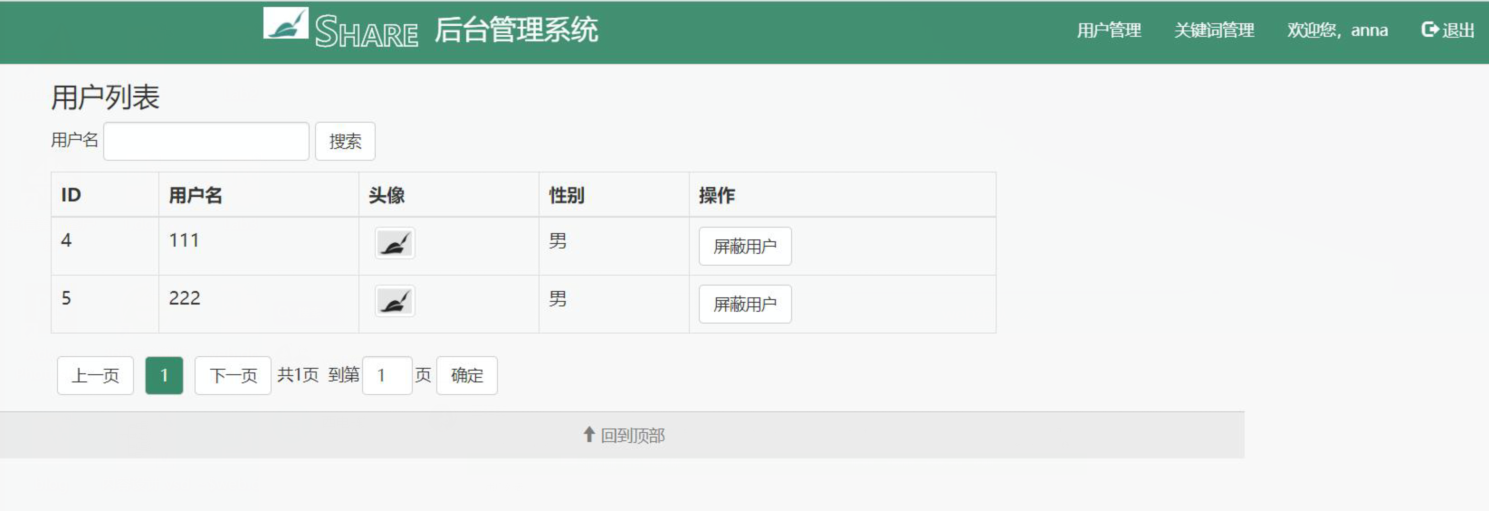 SHARE 后台管理系统 用户管理 关键词管理 欢迎您，anna 退出
用户列表
用户名 搜索
ID 用户名 头像 性别 操作
4 111 男 屏蔽用户
5 222 男 屏蔽用户
上一页 1 下一页 共1页 到第 1 页 确定
回到顶部